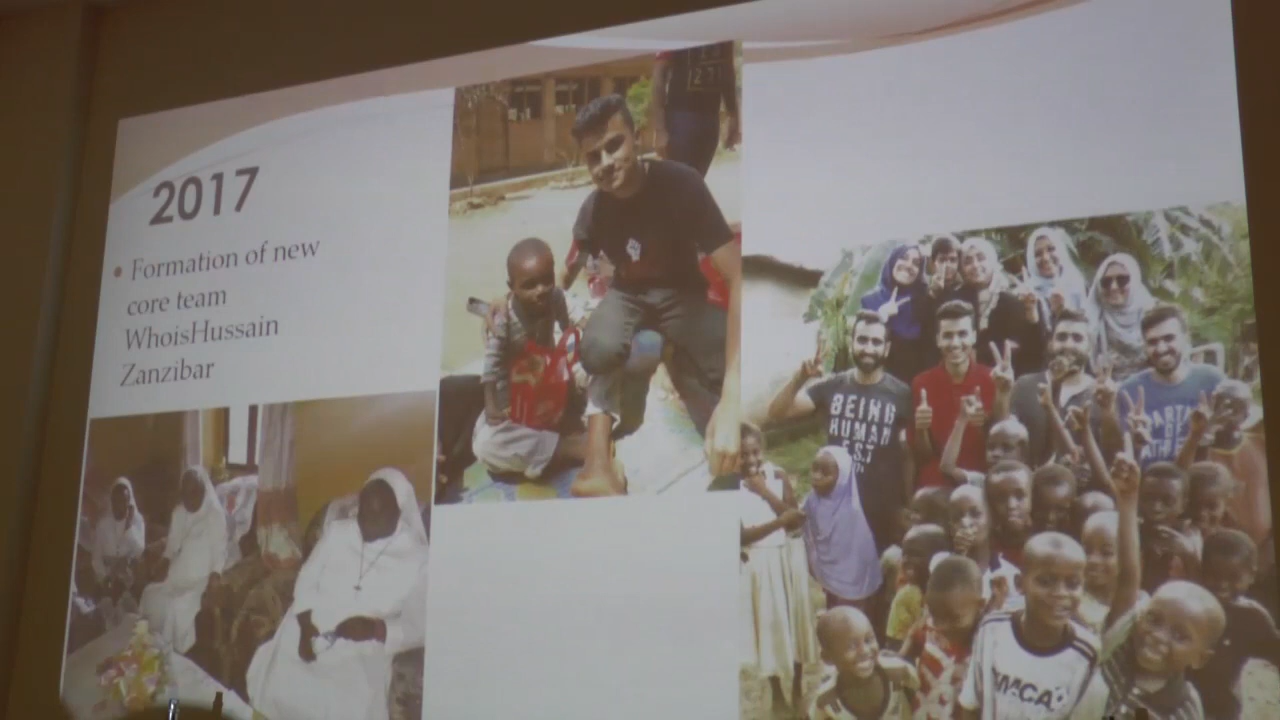 2017
• Formation of new
core team
WhoisHussain
Zanzibar
BEING
HUMAN